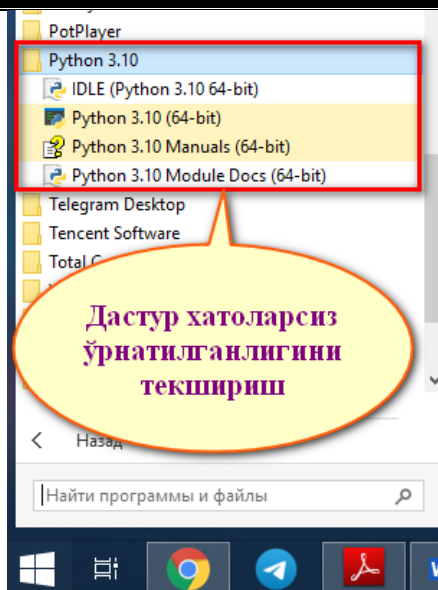 PotPlayer
Python 3.10
IDLE (Python 3.10 64-bit)
Python 3.10 (64-bit)
Python 3.10 Manuals (64-bit)
Python 3.10 Module Docs (64-bit)
Telegram Desktop
Tencent Software
Total
Дастур хатоларсиз
ўрнатилганлигини
текшириш
Назад
Найти программы и файлы
W